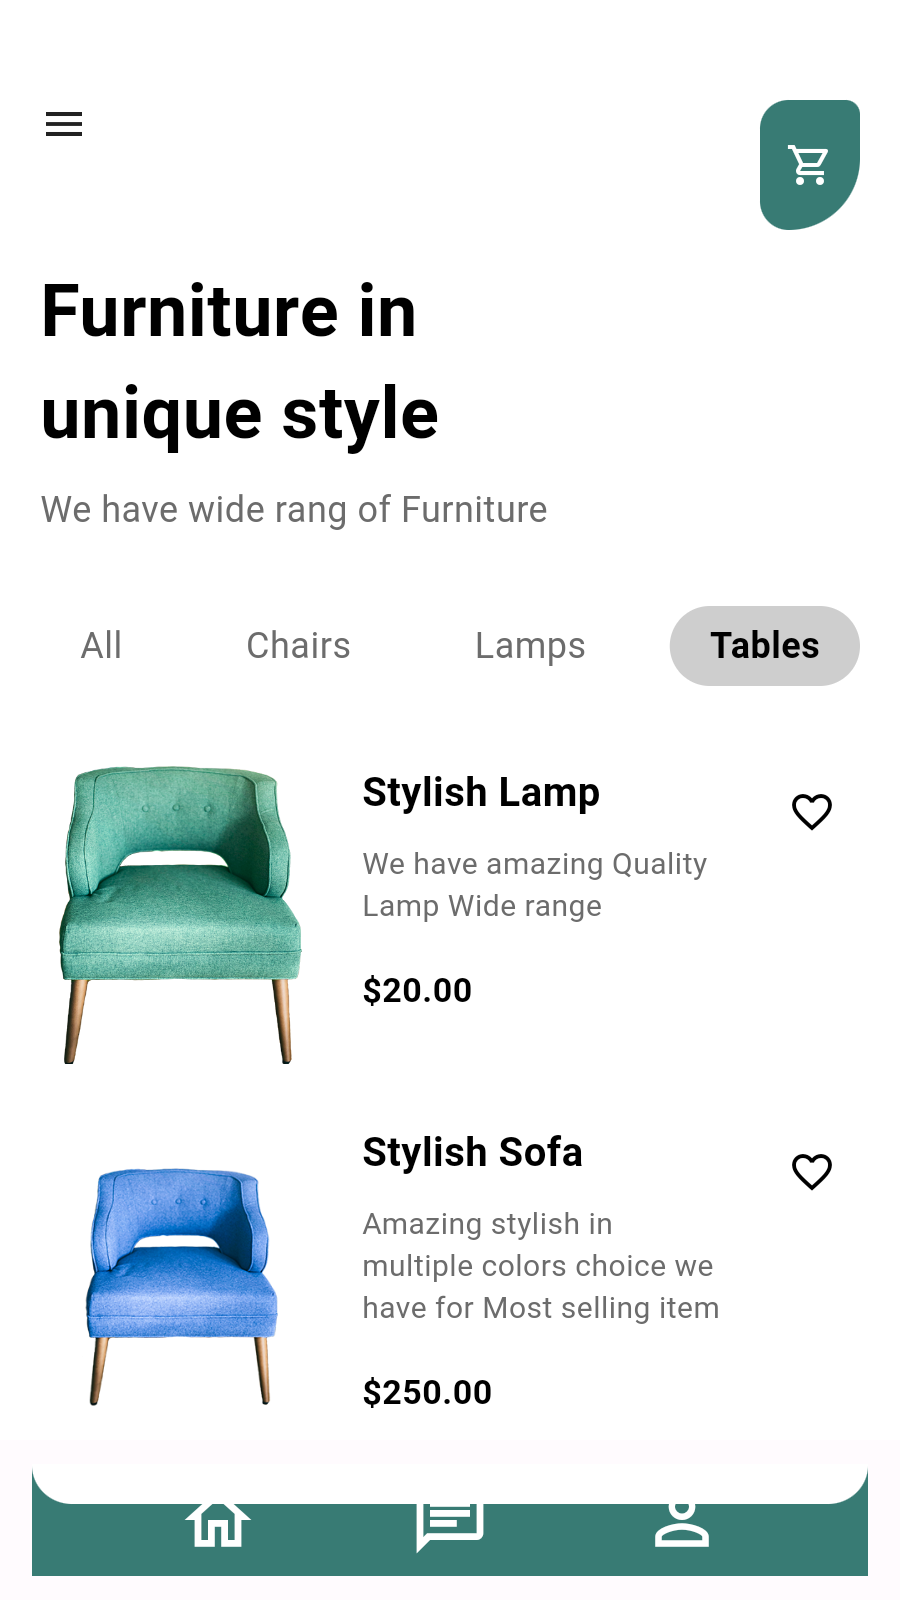 Furniture in
unique style
We have wide rang of Furniture
All
Chairs
Lamps
Tables
Stylish Lamp
We have amazing Quality
Lamp Wide range
$20.00
Stylish Sofa
Amazing stylish in
multiple colors choice we
have for Most selling item
$250.00